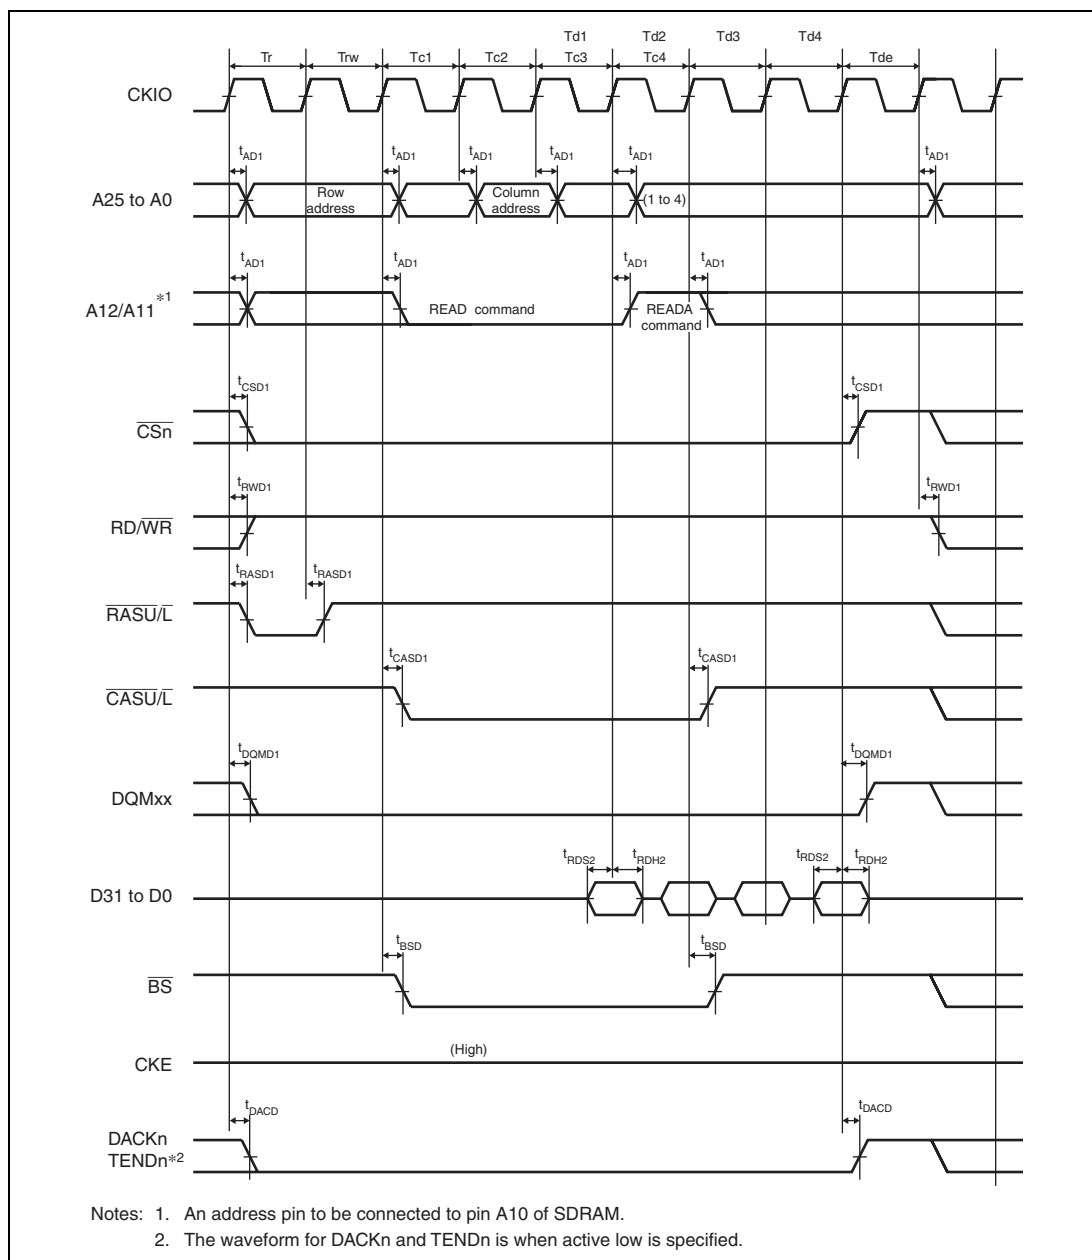 Td1 Td2 Td3 Td4
Tr Trw Tc1 Tc2 Tc3 Tc4 Tde
CKIO
tAD1 tAD1 tAD1 tAD1 tAD1 tAD1
A25 to A0
Row address
Column address
(1 to 4)
tAD1 tAD1 tAD1 tAD1
A12/A11*1
READ command
READA command
tCSD1 tCSD1
CSn
tRWD1 tRWD1
RD/WR
tRASD1 tRASD1
RASU/L
tCASD1 tCASD1
CASU/L
tDQMD1 tDQMD1
DQMxx
tRDS2 tRDH2 tRDS2 tRDH2
D31 to D0
tBSD tBSD
BS
(High)
CKE
tDACD tDACD
DACKn
TENDn*2
Notes: 1. An address pin to be connected to pin A10 of SDRAM.
2. The waveform for DACKn and TENDn is when active low is specified.